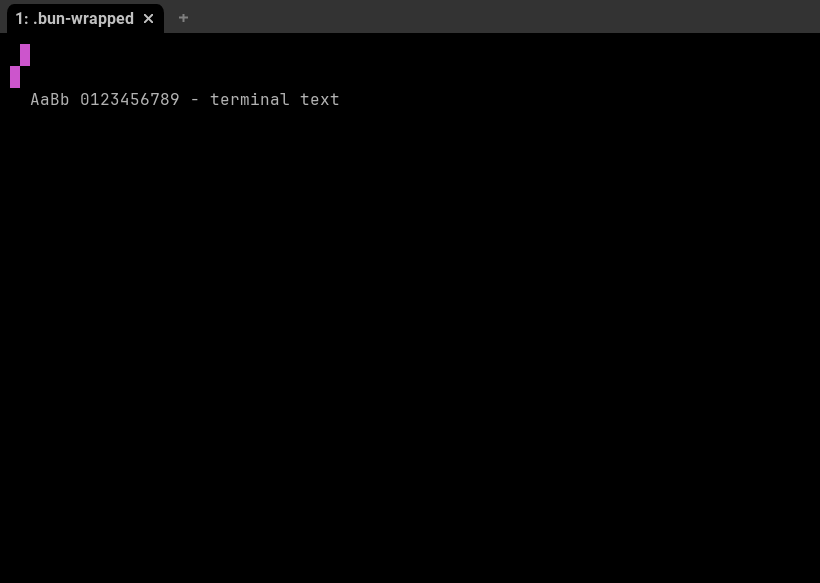 1: .bun-wrapped × +
AaBb 0123456789 - terminal text